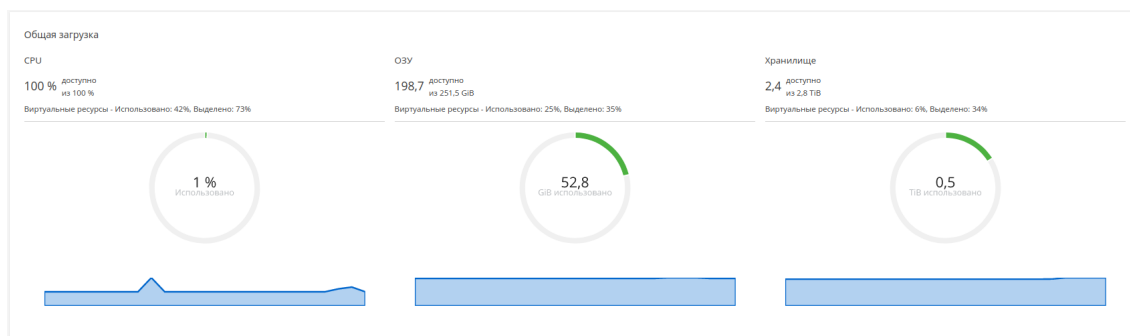 Общая загрузка
CPU
100 % доступно
из 100 %
Виртуальные ресурсы - Использовано: 42%, Выделено: 73%
1 %
Использовано
ОЗУ
198,7 доступно
из 251,5 GiB
Виртуальные ресурсы - Использовано: 25%, Выделено: 35%
52,8
GiB использовано
Хранилище
2,4 доступно
из 2,8 TiB
Виртуальные ресурсы - Использовано: 6%, Выделено: 34%
0,5
TiB использовано